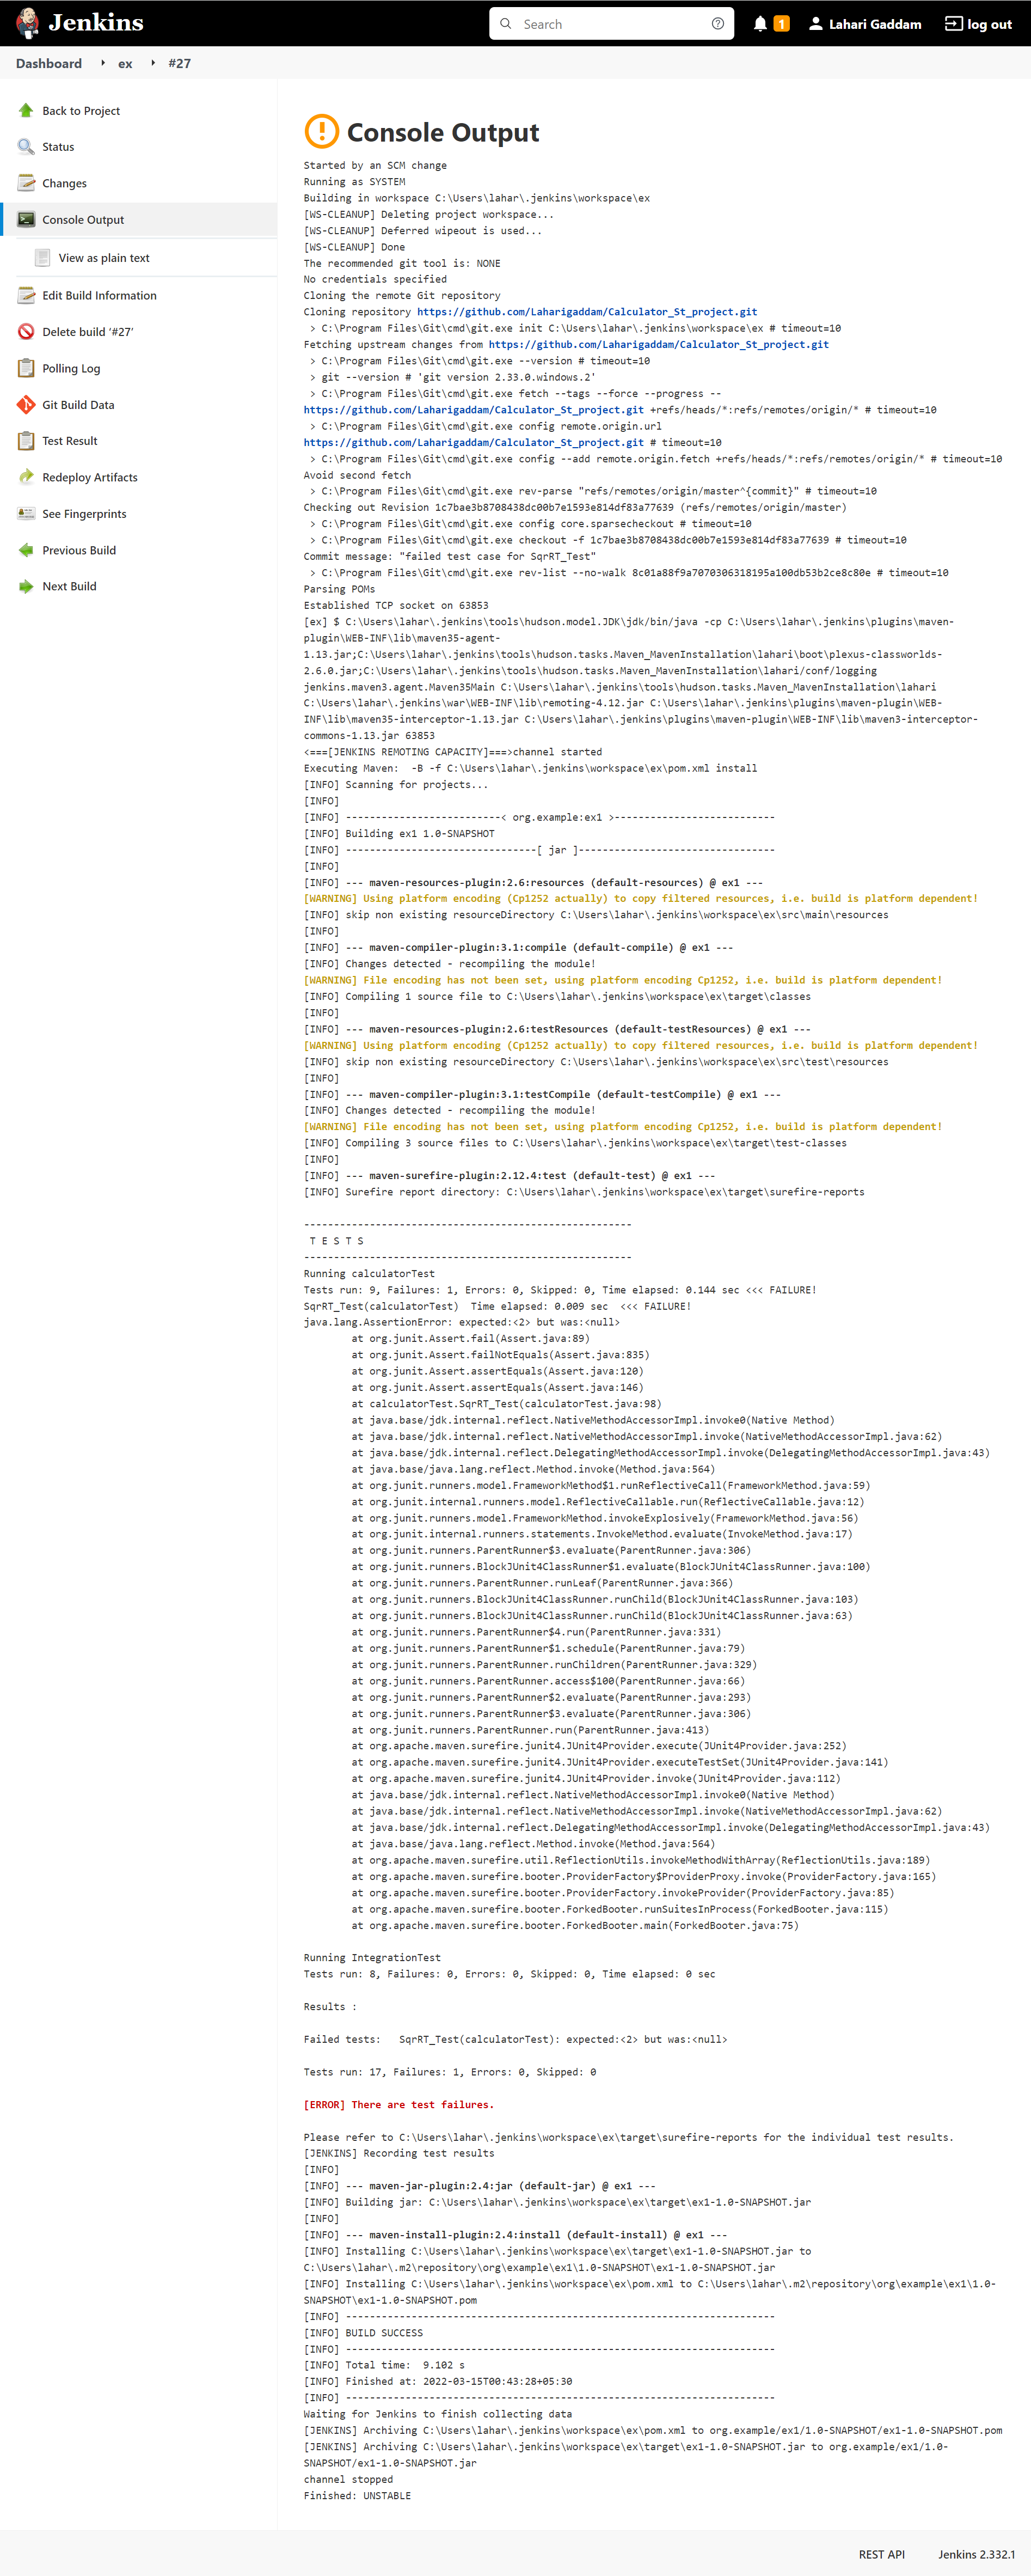 Jenkins
Search
1
Lahari Gaddam
log out
Dashboard
ex
#27
Back to Project
Status
Changes
Console Output
View as plain text
Edit Build Information
Delete build ‘#27’
Polling Log
Git Build Data
Test Result
Redeploy Artifacts
See Fingerprints
Previous Build
Next Build
Console Output
Started by an SCM change
Running as SYSTEM
Building in workspace C:\Users\lahar\.jenkins\workspace\ex
[WS-CLEANUP] Deleting project workspace...
[WS-CLEANUP] Deferred wipeout is used...
[WS-CLEANUP] Done
The recommended git tool is: NONE
No credentials specified
Cloning the remote Git repository
Cloning repository https://github.com/Laharigaddam/Calculator_St_project.git
 > C:\Program Files\Git\cmd\git.exe init C:\Users\lahar\.jenkins\workspace\ex # timeout=10
Fetching upstream changes from https://github.com/Laharigaddam/Calculator_St_project.git
 > C:\Program Files\Git\cmd\git.exe --version # timeout=10
 > git --version # 'git version 2.33.0.windows.2'
 > C:\Program Files\Git\cmd\git.exe fetch --tags --force --progress --
https://github.com/Laharigaddam/Calculator_St_project.git +refs/heads/*:refs/remotes/origin/* # timeout=10
 > C:\Program Files\Git\cmd\git.exe config remote.origin.url
https://github.com/Laharigaddam/Calculator_St_project.git # timeout=10
 > C:\Program Files\Git\cmd\git.exe config --add remote.origin.fetch +refs/heads/*:refs/remotes/origin/* # timeout=10
Avoid second fetch
 > C:\Program Files\Git\cmd\git.exe rev-parse "refs/remotes/origin/master^{commit}" # timeout=10
Checking out Revision 1c7bae3b8708438dc00b7e1593e814df83a77639 (refs/remotes/origin/master)
 > C:\Program Files\Git\cmd\git.exe config core.sparsecheckout # timeout=10
 > C:\Program Files\Git\cmd\git.exe checkout -f 1c7bae3b8708438dc00b7e1593e814df83a77639 # timeout=10
Commit message: "failed test case for SqrRT_Test"
 > C:\Program Files\Git\cmd\git.exe rev-list --no-walk 8c01a88f9a7070306318195a100db53b2ce8c80e # timeout=10
Parsing POMs
Established TCP socket on 63853
[ex] $ C:\Users\lahar\.jenkins\tools\hudson.model.JDK\jdk/bin/java -cp C:\Users\lahar\.jenkins\plugins\maven-
plugin\WEB-INF\lib\maven35-agent-
1.13.jar;C:\Users\lahar\.jenkins\tools\hudson.tasks.Maven_MavenInstallation\lahari\boot\plexus-classworlds-
2.6.0.jar;C:\Users\lahar\.jenkins\tools\hudson.tasks.Maven_MavenInstallation\lahari/conf/logging
jenkins.maven3.agent.Maven35Main C:\Users\lahar\.jenkins\tools\hudson.tasks.Maven_MavenInstallation\lahari
C:\Users\lahar\.jenkins\war\WEB-INF\lib\remoting-4.12.jar C:\Users\lahar\.jenkins\plugins\maven-plugin\WEB-
INF\lib\maven35-interceptor-1.13.jar C:\Users\lahar\.jenkins\plugins\maven-plugin\WEB-INF\lib\maven3-interceptor-
commons-1.13.jar 63853
<===[JENKINS REMOTING CAPACITY]===>channel started
Executing Maven:  -B -f C:\Users\lahar\.jenkins\workspace\ex\pom.xml install
[INFO] Scanning for projects...
[INFO]
[INFO] --------------------------< org.example:ex1 >---------------------------
[INFO] Building ex1 1.0-SNAPSHOT
[INFO] --------------------------------[ jar ]---------------------------------
[INFO]
[INFO] --- maven-resources-plugin:2.6:resources (default-resources) @ ex1 ---
[WARNING] Using platform encoding (Cp1252 actually) to copy filtered resources, i.e. build is platform dependent!
[INFO] skip non existing resourceDirectory C:\Users\lahar\.jenkins\workspace\ex\src\main\resources
[INFO]
[INFO] --- maven-compiler-plugin:3.1:compile (default-compile) @ ex1 ---
[INFO] Changes detected - recompiling the module!
[WARNING] File encoding has not been set, using platform encoding Cp1252, i.e. build is platform dependent!
[INFO] Compiling 1 source file to C:\Users\lahar\.jenkins\workspace\ex\target\classes
[INFO]
[INFO] --- maven-resources-plugin:2.6:testResources (default-testResources) @ ex1 ---
[WARNING] Using platform encoding (Cp1252 actually) to copy filtered resources, i.e. build is platform dependent!
[INFO] skip non existing resourceDirectory C:\Users\lahar\.jenkins\workspace\ex\src\test\resources
[INFO]
[INFO] --- maven-compiler-plugin:3.1:testCompile (default-testCompile) @ ex1 ---
[INFO] Changes detected - recompiling the module!
[WARNING] File encoding has not been set, using platform encoding Cp1252, i.e. build is platform dependent!
[INFO] Compiling 3 source files to C:\Users\lahar\.jenkins\workspace\ex\target\test-classes
[INFO]
[INFO] --- maven-surefire-plugin:2.12.4:test (default-test) @ ex1 ---
[INFO] Surefire report directory: C:\Users\lahar\.jenkins\workspace\ex\target\surefire-reports
-------------------------------------------------------
 T E S T S
-------------------------------------------------------
Running calculatorTest
Tests run: 9, Failures: 1, Errors: 0, Skipped: 0, Time elapsed: 0.144 sec <<< FAILURE!
SqrRT_Test(calculatorTest)  Time elapsed: 0.009 sec  <<< FAILURE!
java.lang.AssertionError: expected:<2> but was:<null>
	at org.junit.Assert.fail(Assert.java:89)
	at org.junit.Assert.failNotEquals(Assert.java:835)
	at org.junit.Assert.assertEquals(Assert.java:120)
	at org.junit.Assert.assertEquals(Assert.java:146)
	at calculatorTest.SqrRT_Test(calculatorTest.java:98)
	at java.base/jdk.internal.reflect.NativeMethodAccessorImpl.invoke0(Native Method)
	at java.base/jdk.internal.reflect.NativeMethodAccessorImpl.invoke(NativeMethodAccessorImpl.java:62)
	at java.base/jdk.internal.reflect.DelegatingMethodAccessorImpl.invoke(DelegatingMethodAccessorImpl.java:43)
	at java.base/java.lang.reflect.Method.invoke(Method.java:564)
	at org.junit.runners.model.FrameworkMethod$1.runReflectiveCall(FrameworkMethod.java:59)
	at org.junit.internal.runners.model.ReflectiveCallable.run(ReflectiveCallable.java:12)
	at org.junit.runners.model.FrameworkMethod.invokeExplosively(FrameworkMethod.java:56)
	at org.junit.internal.runners.statements.InvokeMethod.evaluate(InvokeMethod.java:17)
	at org.junit.runners.ParentRunner$3.evaluate(ParentRunner.java:306)
	at org.junit.runners.BlockJUnit4ClassRunner$1.evaluate(BlockJUnit4ClassRunner.java:100)
	at org.junit.runners.ParentRunner.runLeaf(ParentRunner.java:366)
	at org.junit.runners.BlockJUnit4ClassRunner.runChild(BlockJUnit4ClassRunner.java:103)
	at org.junit.runners.BlockJUnit4ClassRunner.runChild(BlockJUnit4ClassRunner.java:63)
	at org.junit.runners.ParentRunner$4.run(ParentRunner.java:331)
	at org.junit.runners.ParentRunner$1.schedule(ParentRunner.java:79)
	at org.junit.runners.ParentRunner.runChildren(ParentRunner.java:329)
	at org.junit.runners.ParentRunner.access$100(ParentRunner.java:66)
	at org.junit.runners.ParentRunner$2.evaluate(ParentRunner.java:293)
	at org.junit.runners.ParentRunner$3.evaluate(ParentRunner.java:306)
	at org.junit.runners.ParentRunner.run(ParentRunner.java:413)
	at org.apache.maven.surefire.junit4.JUnit4Provider.execute(JUnit4Provider.java:252)
	at org.apache.maven.surefire.junit4.JUnit4Provider.executeTestSet(JUnit4Provider.java:141)
	at org.apache.maven.surefire.junit4.JUnit4Provider.invoke(JUnit4Provider.java:112)
	at java.base/jdk.internal.reflect.NativeMethodAccessorImpl.invoke0(Native Method)
	at java.base/jdk.internal.reflect.NativeMethodAccessorImpl.invoke(NativeMethodAccessorImpl.java:62)
	at java.base/jdk.internal.reflect.DelegatingMethodAccessorImpl.invoke(DelegatingMethodAccessorImpl.java:43)
	at java.base/java.lang.reflect.Method.invoke(Method.java:564)
	at org.apache.maven.surefire.util.ReflectionUtils.invokeMethodWithArray(ReflectionUtils.java:189)
	at org.apache.maven.surefire.booter.ProviderFactory$ProviderProxy.invoke(ProviderFactory.java:165)
	at org.apache.maven.surefire.booter.ProviderFactory.invokeProvider(ProviderFactory.java:85)
	at org.apache.maven.surefire.booter.ForkedBooter.runSuitesInProcess(ForkedBooter.java:115)
	at org.apache.maven.surefire.booter.ForkedBooter.main(ForkedBooter.java:75)
Running IntegrationTest
Tests run: 8, Failures: 0, Errors: 0, Skipped: 0, Time elapsed: 0 sec
Results :
Failed tests:   SqrRT_Test(calculatorTest): expected:<2> but was:<null>
Tests run: 17, Failures: 1, Errors: 0, Skipped: 0
[ERROR] There are test failures.
Please refer to C:\Users\lahar\.jenkins\workspace\ex\target\surefire-reports for the individual test results.
[JENKINS] Recording test results
[INFO]
[INFO] --- maven-jar-plugin:2.4:jar (default-jar) @ ex1 ---
[INFO] Building jar: C:\Users\lahar\.jenkins\workspace\ex\target\ex1-1.0-SNAPSHOT.jar
[INFO]
[INFO] --- maven-install-plugin:2.4:install (default-install) @ ex1 ---
[INFO] Installing C:\Users\lahar\.jenkins\workspace\ex\target\ex1-1.0-SNAPSHOT.jar to
C:\Users\lahar\.m2\repository\org\example\ex1\1.0-SNAPSHOT\ex1-1.0-SNAPSHOT.jar
[INFO] Installing C:\Users\lahar\.jenkins\workspace\ex\pom.xml to C:\Users\lahar\.m2\repository\org\example\ex1\1.0-
SNAPSHOT\ex1-1.0-SNAPSHOT.pom
[INFO] ------------------------------------------------------------------------
[INFO] BUILD SUCCESS
[INFO] ------------------------------------------------------------------------
[INFO] Total time:  9.102 s
[INFO] Finished at: 2022-03-15T00:43:28+05:30
[INFO] ------------------------------------------------------------------------
Waiting for Jenkins to finish collecting data
[JENKINS] Archiving C:\Users\lahar\.jenkins\workspace\ex\pom.xml to org.example/ex1/1.0-SNAPSHOT/ex1-1.0-SNAPSHOT.pom
[JENKINS] Archiving C:\Users\lahar\.jenkins\workspace\ex\target\ex1-1.0-SNAPSHOT.jar to org.example/ex1/1.0-
SNAPSHOT/ex1-1.0-SNAPSHOT.jar
channel stopped
Finished: UNSTABLE
REST API
Jenkins 2.332.1